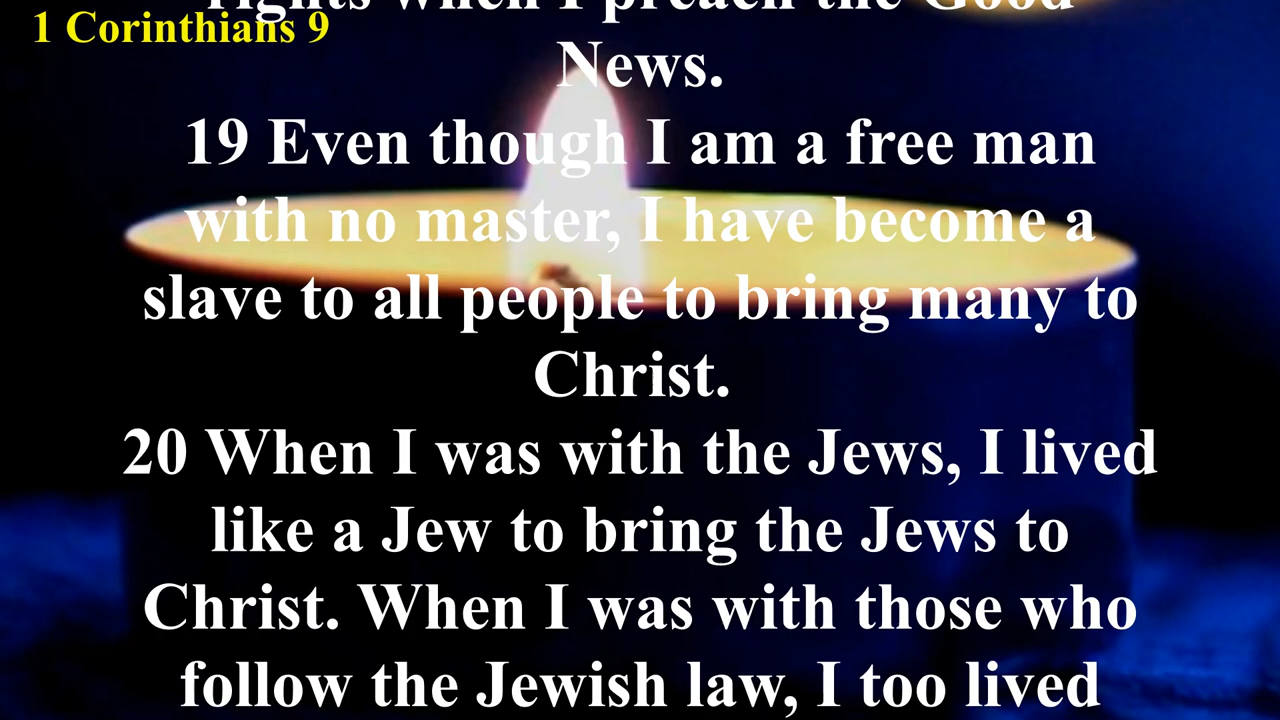 rights when I preach the Good
1 Corinthians 9
News.
19 Even though I am a free man
with no master, I have become a
slave to all people to bring many to
Christ.
20 When I was with the Jews, I lived
like a Jew to bring the Jews to
Christ. When I was with those who
follow the Jewish law, I too lived